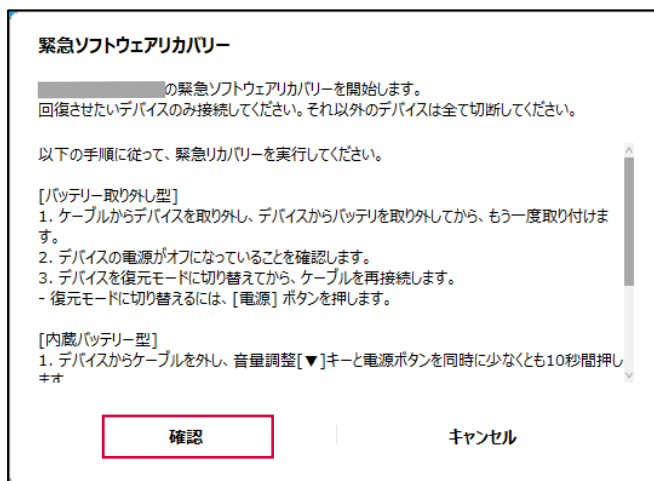 緊急ソフトウェアリカバリー
の緊急ソフトウェアリカバリーを開始します。
回復させたいデバイスのみ接続してください。それ以外のデバイスは全て切断してください。
以下の手順に従って、緊急リカバリーを実行してください。
[バッテリー取り外し型]
1. ケーブルからデバイスを取り外し、デバイスからバッテリを取り外してから、もう一度取り付けま
す。
2. デバイスの電源がオフになっていることを確認します。
3. デバイスを復元モードに切り替えてから、ケーブルを再接続します。
- 復元モードに切り替えるには、[電源] ボタンを押します。
[内蔵バッテリー型]
1. デバイスからケーブルを外し、音量調整[▼]キーと電源ボタンを同時に少なくとも10秒間押し
ます
確認
キャンセル